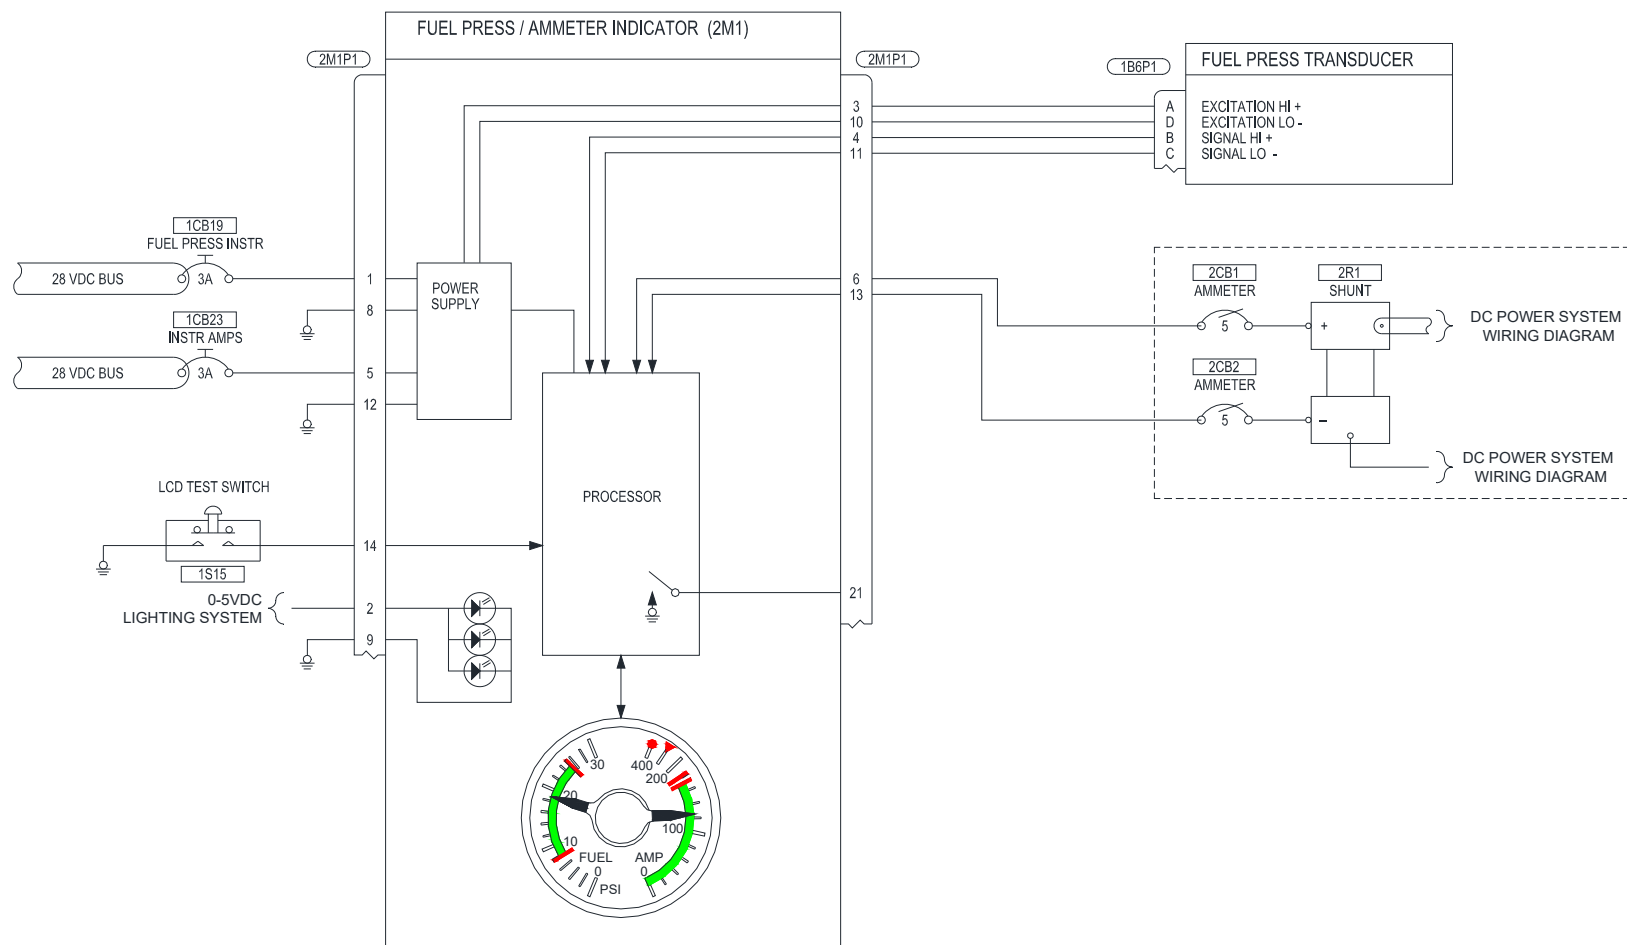 FUEL PRESS / AMMETER INDICATOR (2M1)
2M1P1
2M1P1
1B6P1
FUEL PRESS TRANSDUCER
3
10
4
11
A EXCITATION HI +
D EXCITATION LO -
B SIGNAL HI +
C SIGNAL LO -
1CB19
FUEL PRESS INSTR
28 VDC BUS
3A
1
8
1CB23
INSTR AMPS
28 VDC BUS
3A
5
12
POWER
SUPPLY
6
13
2CB1
AMMETER
5
2R1
SHUNT
+
DC POWER SYSTEM
WIRING DIAGRAM
2CB2
AMMETER
5
-
DC POWER SYSTEM
WIRING DIAGRAM
LCD TEST SWITCH
1S15
14
PROCESSOR
0-5VDC
LIGHTING SYSTEM
2
9
21
30
20
10
0
FUEL
PSI
400
200
100
0
AMP